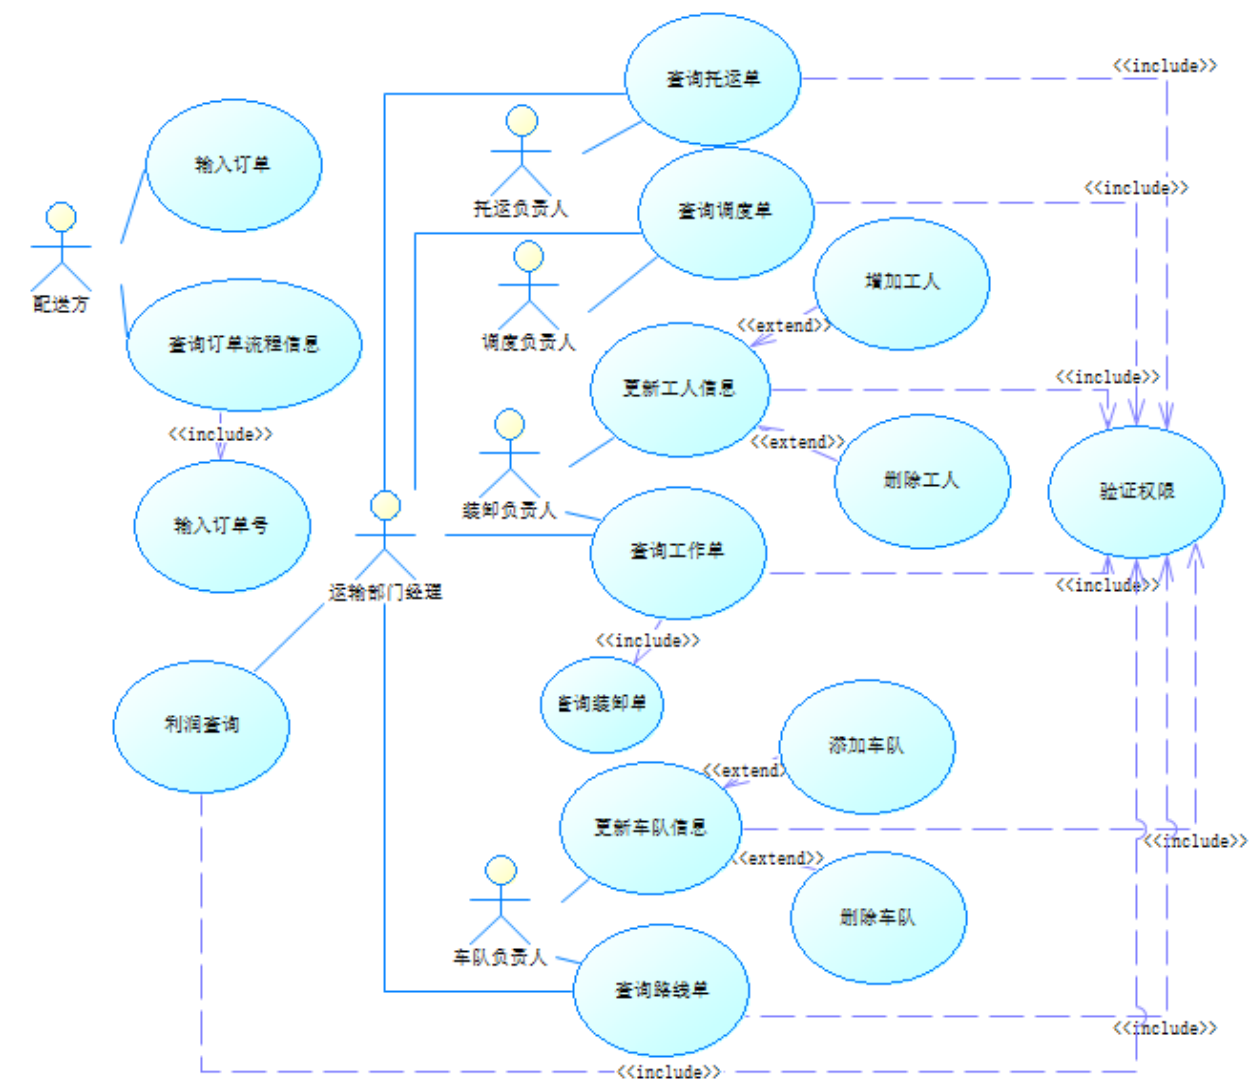 查询托运单
<<include>>
输入订单
托运负责人
<<include>>
查询调度单
增加工人
配送方
<<extend>>
调度负责人
查询订单流程信息
更新工人信息
<<include>>
<<include>>
<<extend>>
删除工人
验证权限
装卸负责人
输入订单号
查询工作单
运输部门经理
<<include>>
<<include>>
查询装卸单
利润查询
添加车队
<<extend>>
更新车队信息
<<include>>
<<extend>>
删除车队
车队负责人
查询路线单
<<include>>
<<include>>